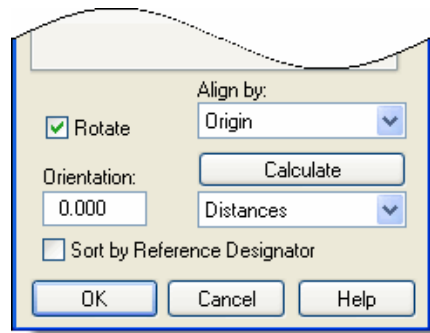 Align by:
Rotate
Origin
Orientation:
Calculate
0.000
Distances
Sort by Reference Designator
OK Cancel Help